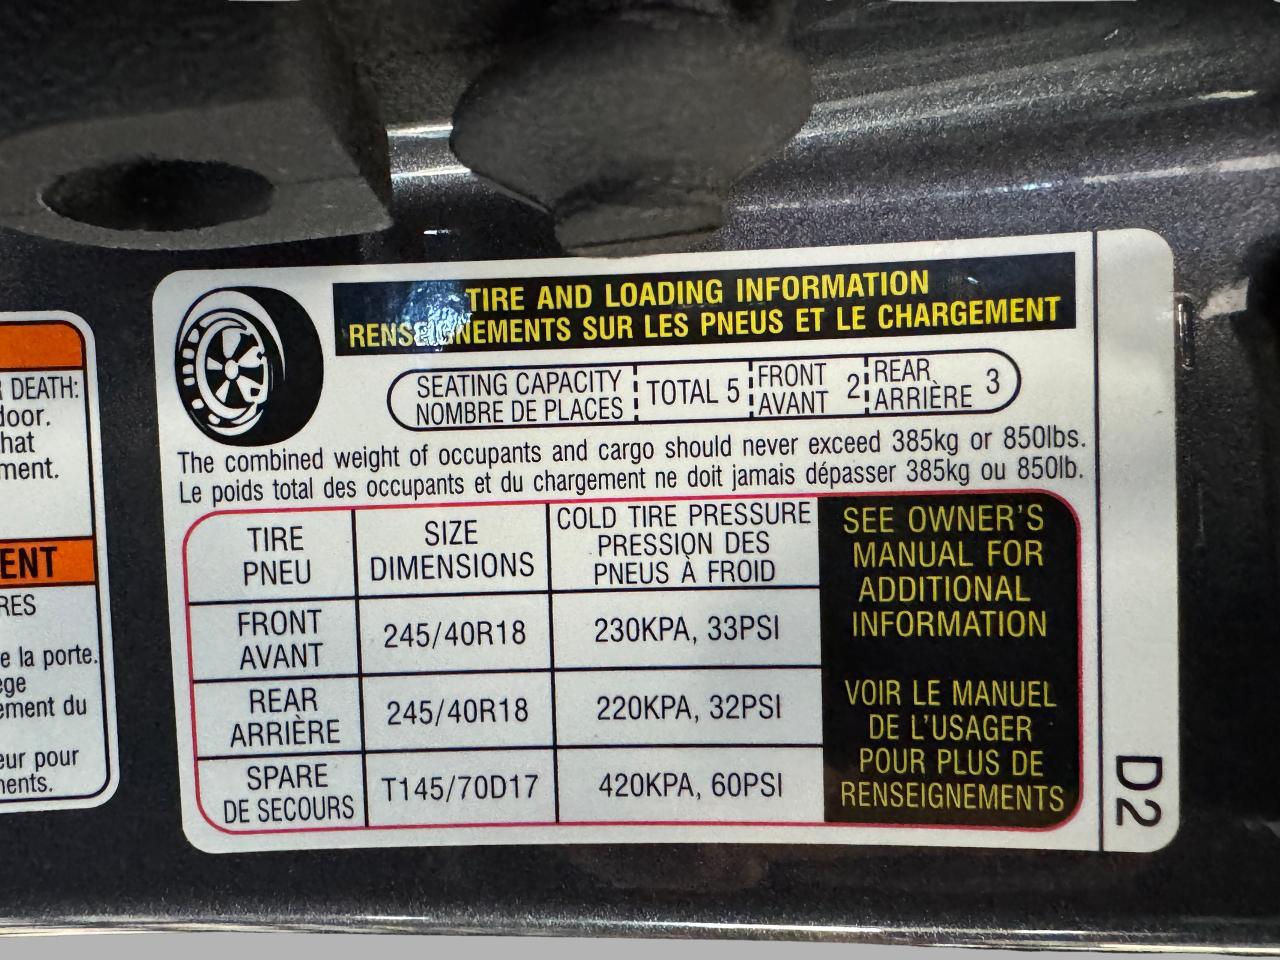 R DEATH:
door.
hat
ment.
ENT
RES
e la porte.
ège
ement du
eur pour
ments.
TIRE AND LOADING INFORMATION
RENSEIGNEMENTS SUR LES PNEUS ET LE CHARGEMENT
SEATING CAPACITY
NOMBRE DE PLACES
TOTAL 5
FRONT
AVANT 2
REAR
ARRIÈRE 3
The combined weight of occupants and cargo should never exceed 385kg or 850lbs.
Le poids total des occupants et du chargement ne doit jamais dépasser 385kg ou 850lb.
TIRE
PNEU
SIZE
DIMENSIONS
COLD TIRE PRESSURE
PRESSION DES
PNEUS À FROID
FRONT
AVANT
245/40R18
230KPA, 33PSI
REAR
ARRIÈRE
245/40R18
220KPA, 32PSI
SPARE
DE SECOURS
T145/70D17
420KPA, 60PSI
SEE OWNER'S
MANUAL FOR
ADDITIONAL
INFORMATION
VOIR LE MANUEL
DE L'USAGER
POUR PLUS DE
RENSEIGNEMENTS
D2